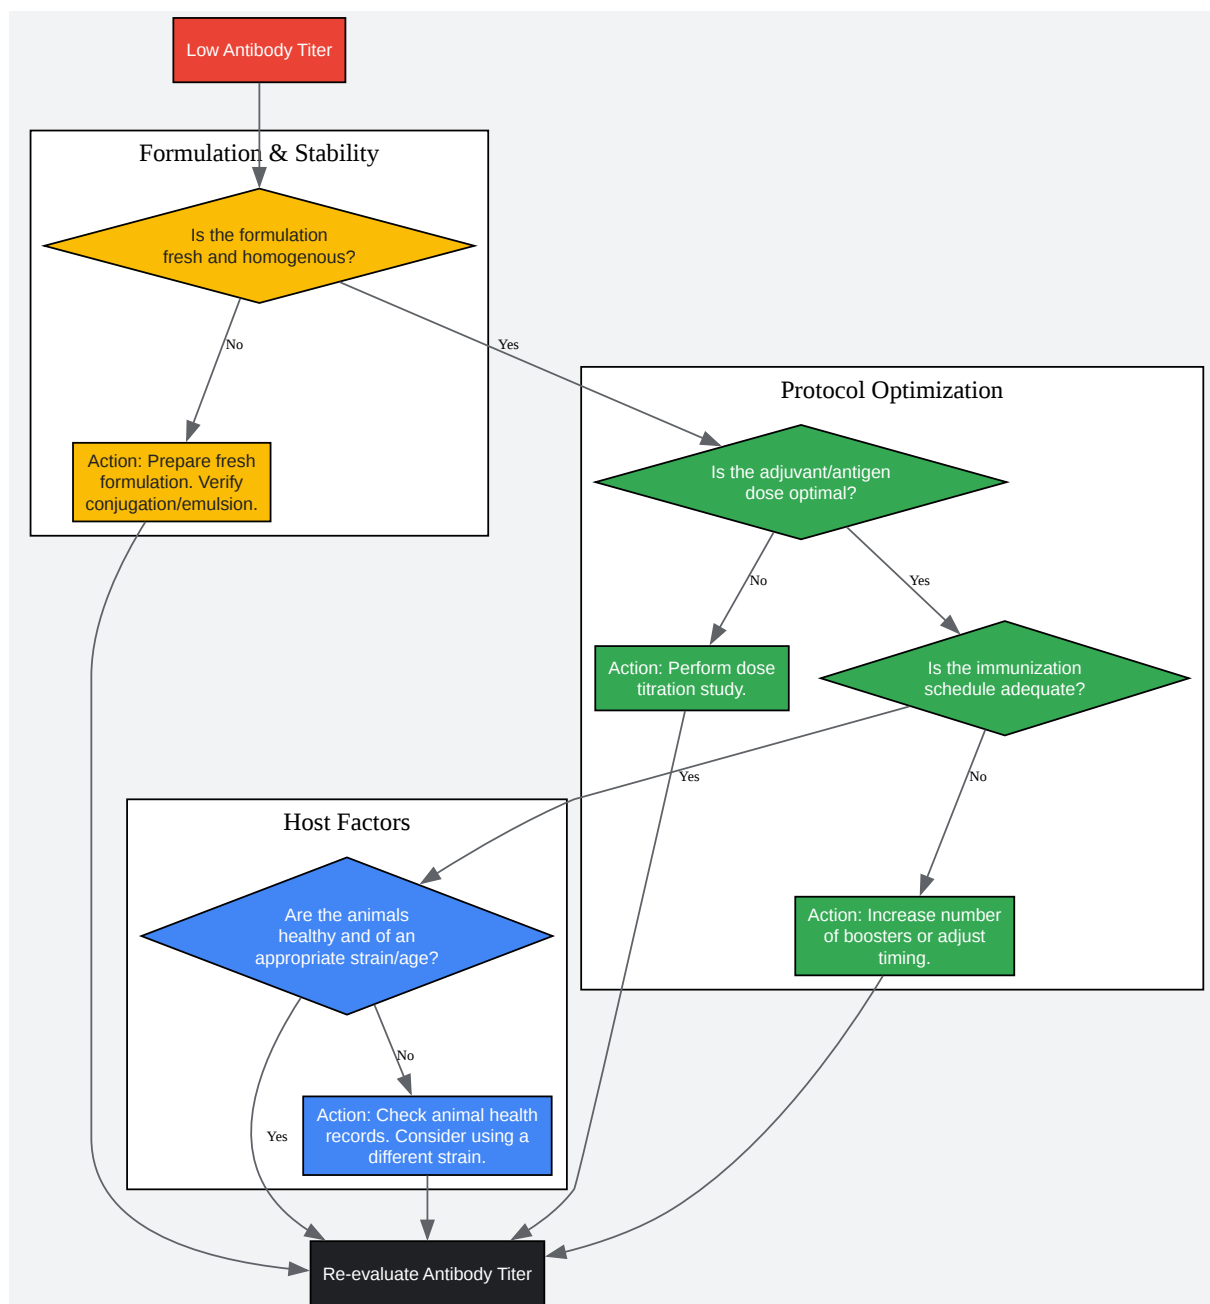 Low Antibody Titer
Formulation & Stability
Is the formulation
fresh and homogenous?
No
Yes
Action: Prepare fresh
formulation. Verify
conjugation/emulsion.
Protocol Optimization
Is the adjuvant/antigen
dose optimal?
No
Yes
Action: Perform dose
titration study.
Is the immunization
schedule adequate?
Yes
No
Action: Increase number
of boosters or adjust
timing.
Host Factors
Are the animals
healthy and of an
appropriate strain/age?
No
Yes
Action: Check animal health
records. Consider using a
different strain.
Re-evaluate Antibody Titer